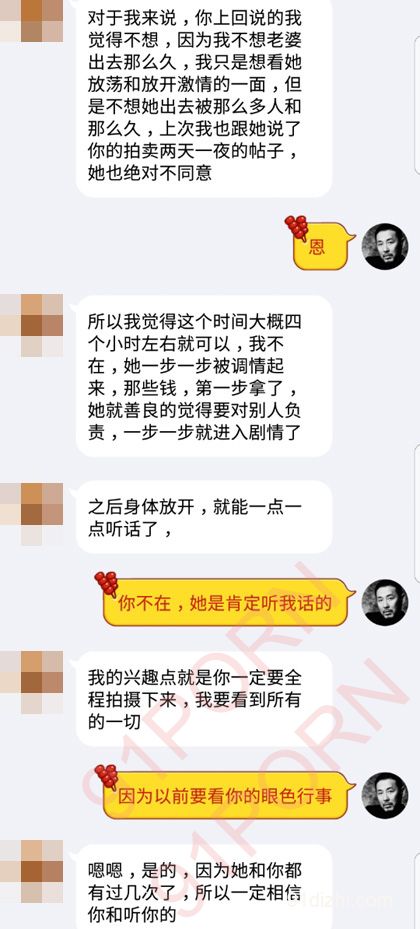 对于我来说，你上回说的我
觉得不想，因为我不想老婆
出去那么久，我只是想看她
放荡和放开激情的一面，但
是不想她出去被那么多人和
那么久，上次我也跟她说了
你的拍卖两天一夜的帖子，
她也绝对不同意
恩
所以我觉得这个时间大概四
个小时左右就可以，我不
在，她一步一步被调情起
来，那些钱，第一步拿了，
她就善良的觉得要对别人负
责，一步一步就进入剧情了
之后身体放开，就能一点一
点听话了，
你不在，她是肯定听我话的
我的兴趣点就是你一定要全
程拍摄下来，我要看到所有
的一切
因为以前要看你的眼色行事
嗯嗯，是的，因为她和你都
有过几次了，所以一定相信
你和听你的
91PORN
91PORN